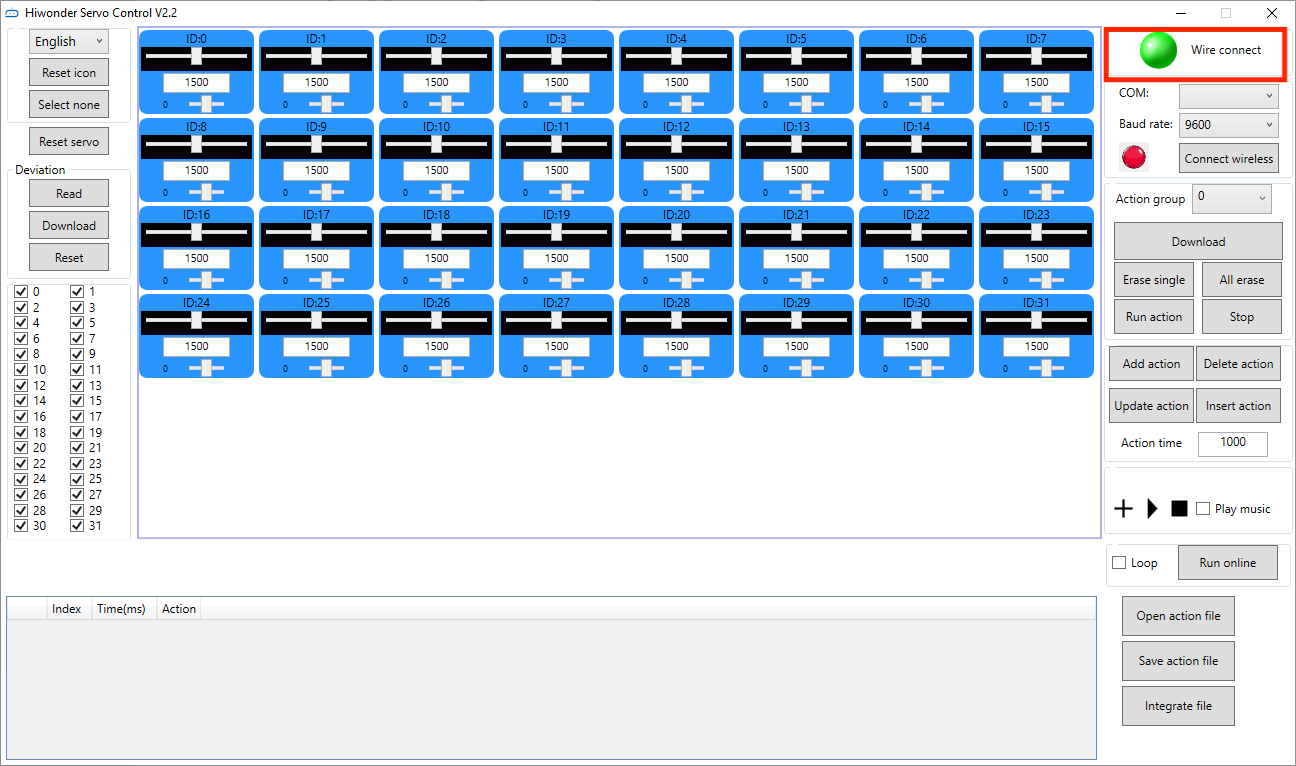 Hiwonder Servo Control V2.2
English
Reset icon
Select none
Reset servo
Deviation
Read
Download
Reset
0 1
2 3
4 5
6 7
8 9
10 11
12 13
14 15
16 17
18 19
20 21
22 23
24 25
26 27
28 29
30 31
ID:0 ID:1 ID:2 ID:3 ID:4 ID:5 ID:6 ID:7
1500 1500 1500 1500 1500 1500 1500 1500
0 0 0 0 0 0 0 0
ID:8 ID:9 ID:10 ID:11 ID:12 ID:13 ID:14 ID:15
1500 1500 1500 1500 1500 1500 1500 1500
0 0 0 0 0 0 0 0
ID:16 ID:17 ID:18 ID:19 ID:20 ID:21 ID:22 ID:23
1500 1500 1500 1500 1500 1500 1500 1500
0 0 0 0 0 0 0 0
ID:24 ID:25 ID:26 ID:27 ID:28 ID:29 ID:30 ID:31
1500 1500 1500 1500 1500 1500 1500 1500
0 0 0 0 0 0 0 0
Wire connect
COM:
Baud rate: 9600
Connect wireless
Action group 0
Download
Erase single All erase
Run action Stop
Add action Delete action
Update action Insert action
Action time 1000
Play music
Loop Run online
Index Time(ms) Action
Open action file
Save action file
Integrate file